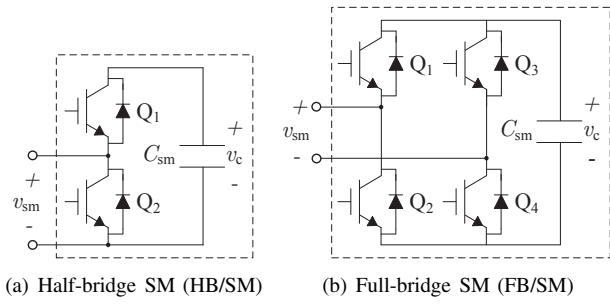 Q1
Csm
+
vc
-
+
vsm
-
Q2
Q1
Q3
+
vsm
-
Csm
+
vc
-
Q2
Q4
(a) Half-bridge SM (HB/SM)
(b) Full-bridge SM (FB/SM)